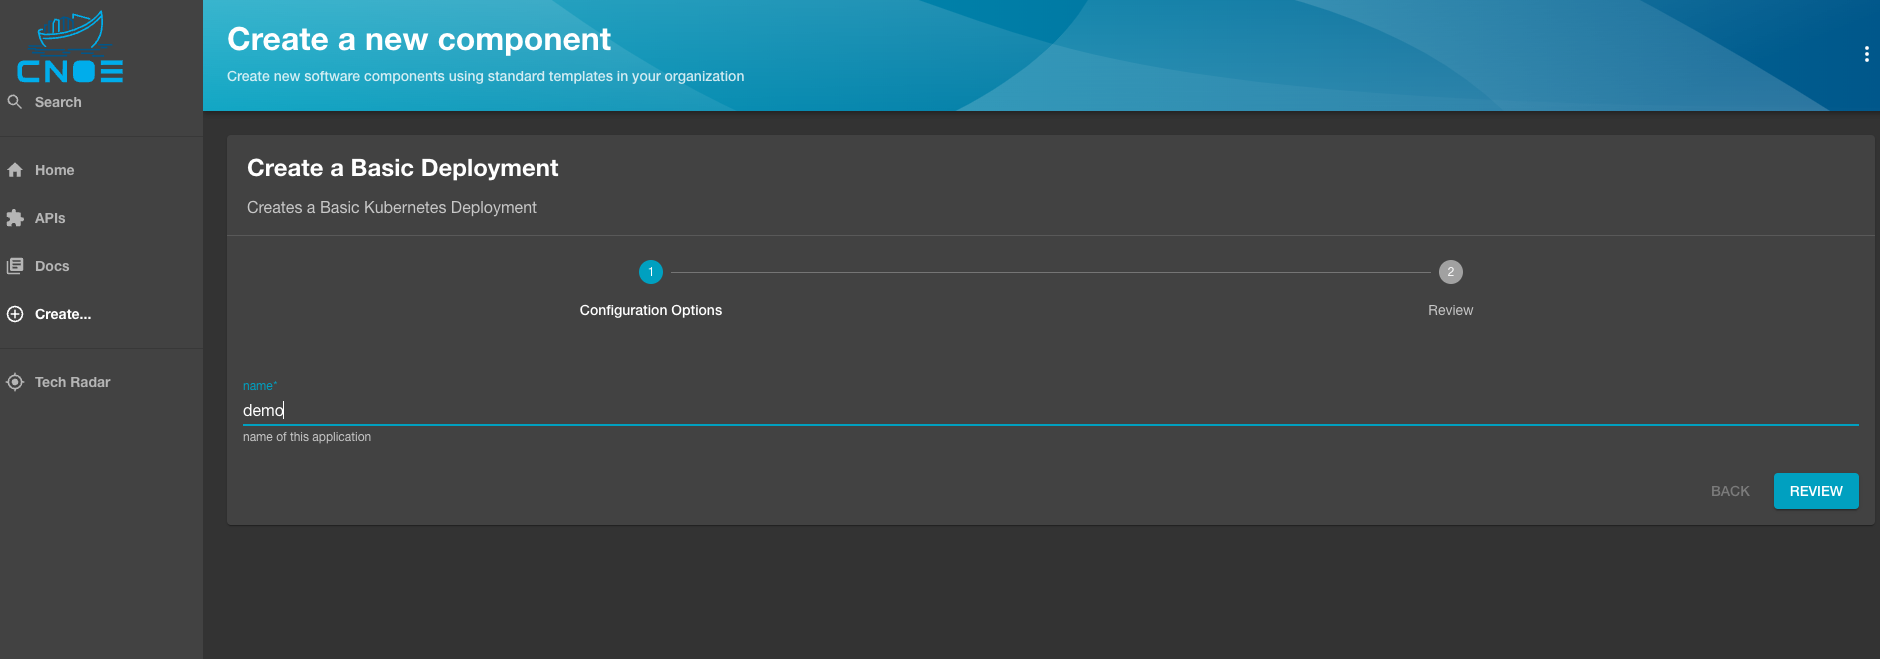 CNOE
Search
Home
APIs
Docs
Create...
Tech Radar
Create a new component
Create new software components using standard templates in your organization
Create a Basic Deployment
Creates a Basic Kubernetes Deployment
1
2
Configuration Options
Review
name*
demo
name of this application
BACK
REVIEW